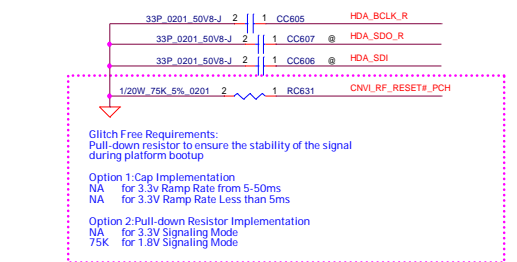 33P_0201_50V8-J 2 1 CC605 HDA_BCLK_R
33P_0201_50V8-J 2 1 CC607 @ HDA_SDO_R
33P_0201_50V8-J 2 1 CC606 @ HDA_SDI
1/20W_75K_5%_0201 2 1 RC631 CNVI_RF_RESET#_PCH
Glitch Free Requirements:
Pull-down resistor to ensure the stability of the signal
during platform bootup
Option 1:Cap Implementation
NA for 3.3v Ramp Rate from 5-50ms
NA for 3.3V Ramp Rate Less than 5ms
Option 2:Pull-down Resistor Implementation
NA for 3.3V Signaling Mode
75K for 1.8V Signaling Mode